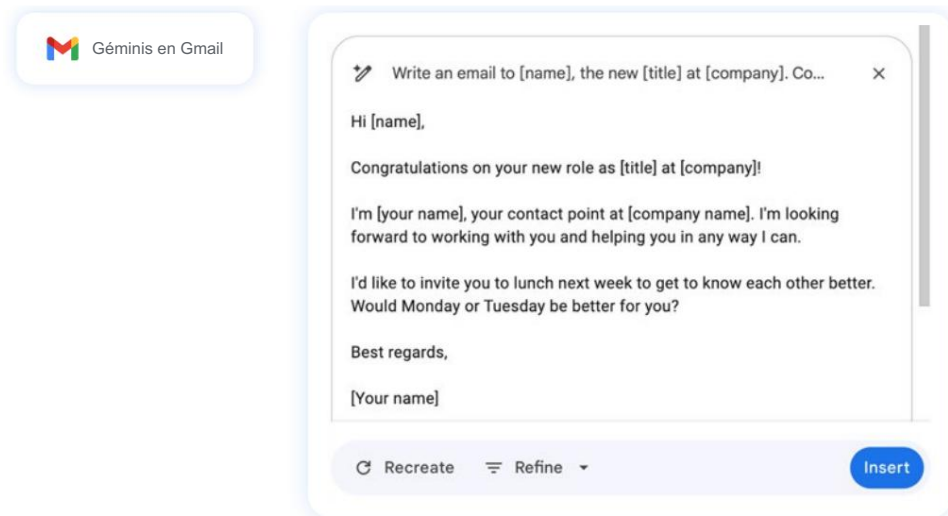 Géminis en Gmail
Write an email to [name], the new [title] at [company]. Co...
Hi [name],
Congratulations on your new role as [title] at [company]!
I'm [your name], your contact point at [company name]. I'm looking
forward to working with you and helping you in any way I can.
I'd like to invite you to lunch next week to get to know each other better.
Would Monday or Tuesday be better for you?
Best regards,
[Your name]
Recreate
Refine
Insert